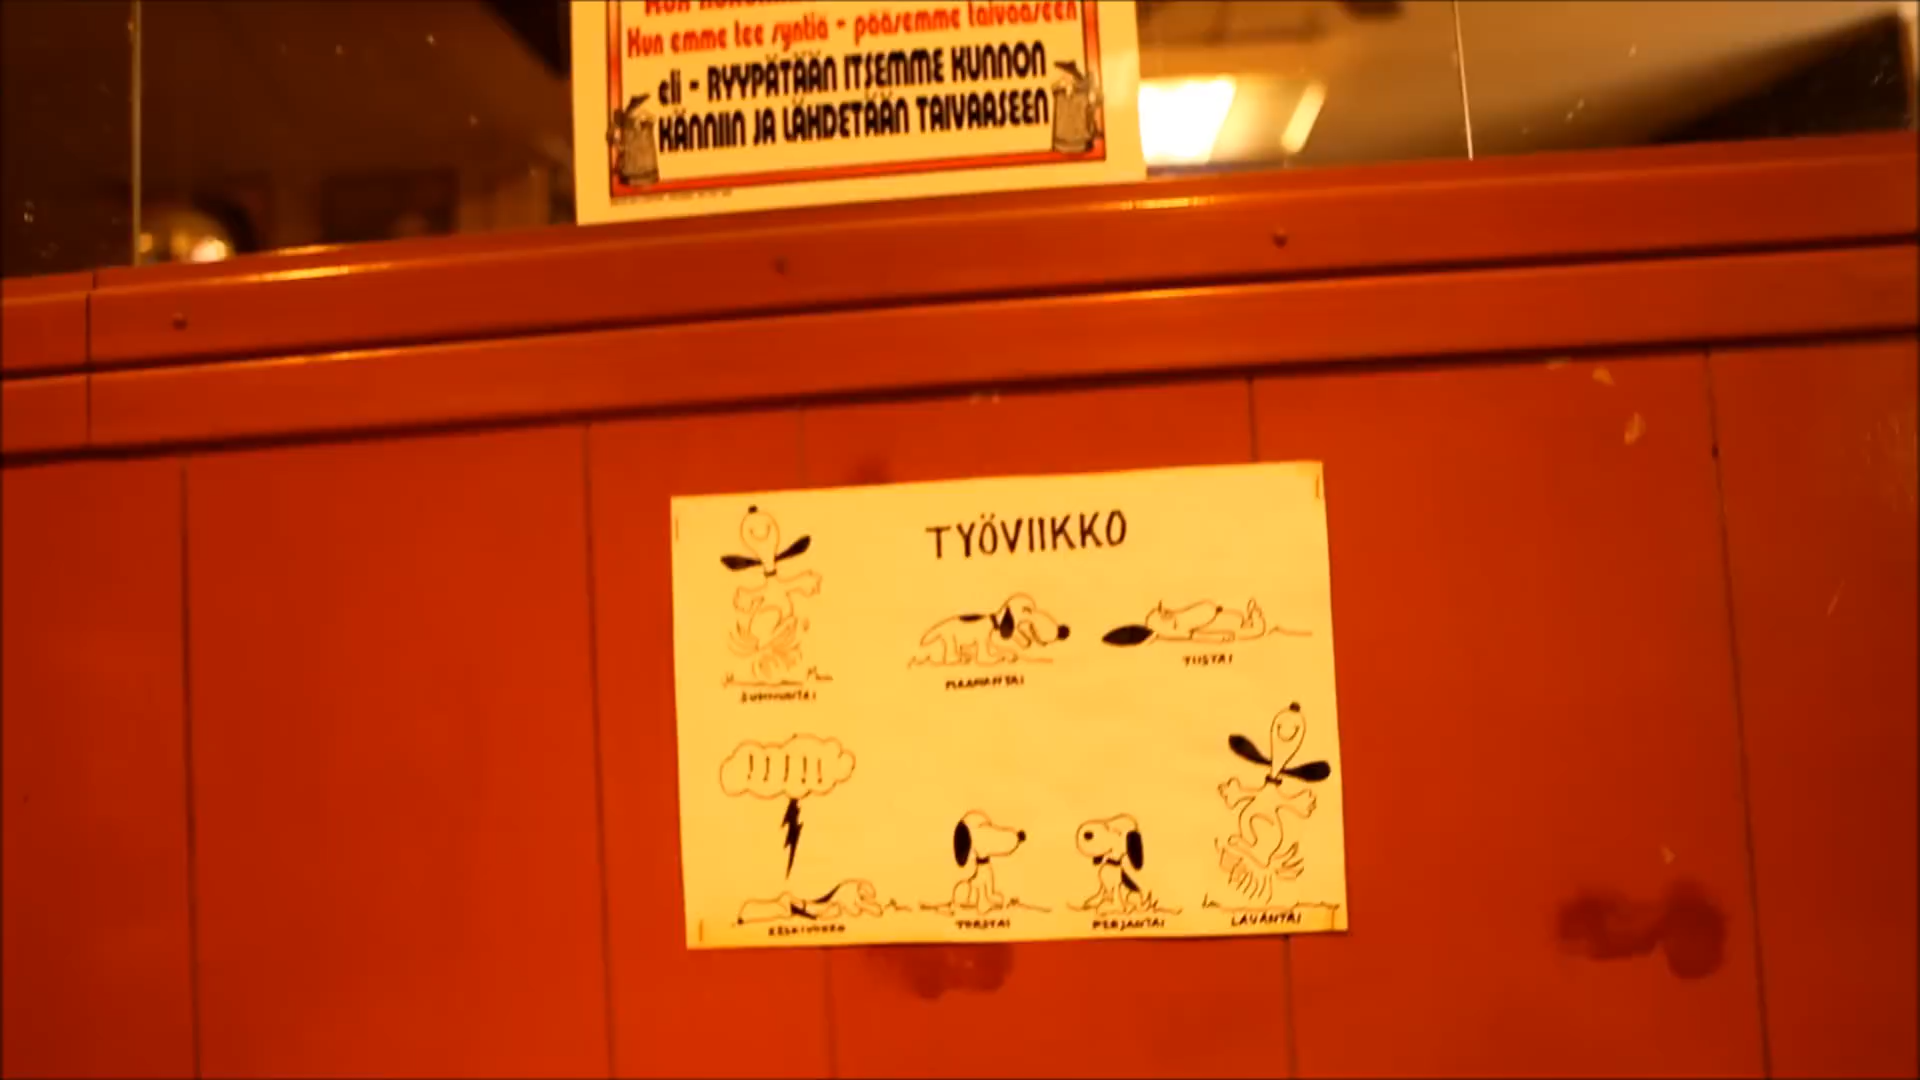 Kun emme tee syntiä - pääsemme taivaaseen
eli - RYYPÄTÄÄN ITSEMME KUNNON
KÄNNIIN JA LÄHDETÄÄN TAIVAASEEN
TYÖVIIKKO
SUNNUNTAI
MAANANTAI
TIISTAI
!!!!!
KESKIVIIKKO
TORSTAI
PERJANTAI
LAUANTAI